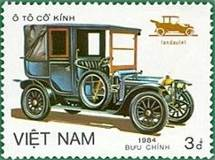 Ô TÔ CỔ KÍNH
landaulet
VIỆT NAM
1984
BƯU CHÍNH
3đ